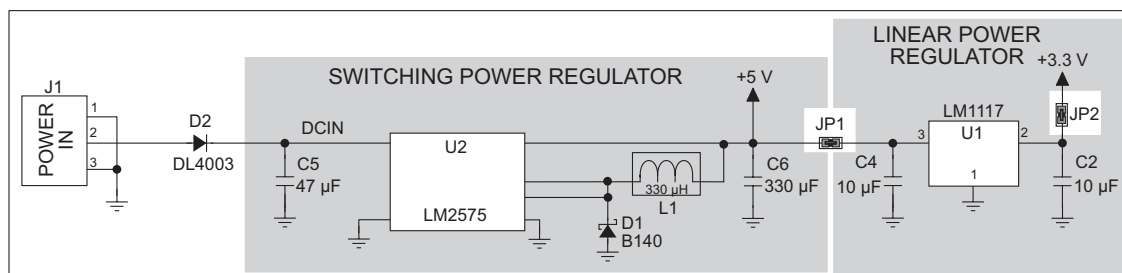 LINEAR POWER
REGULATOR
SWITCHING POWER REGULATOR
+3.3 V
+5 V
J1
POWER
IN
1
2
3
D2
DL4003
DCIN
C5
47 µF
U2
LM2575
330 µH
L1
D1
B140
C6
330 µF
JP1
C4
10 µF
LM1117
U1
3
2
1
JP2
C2
10 µF